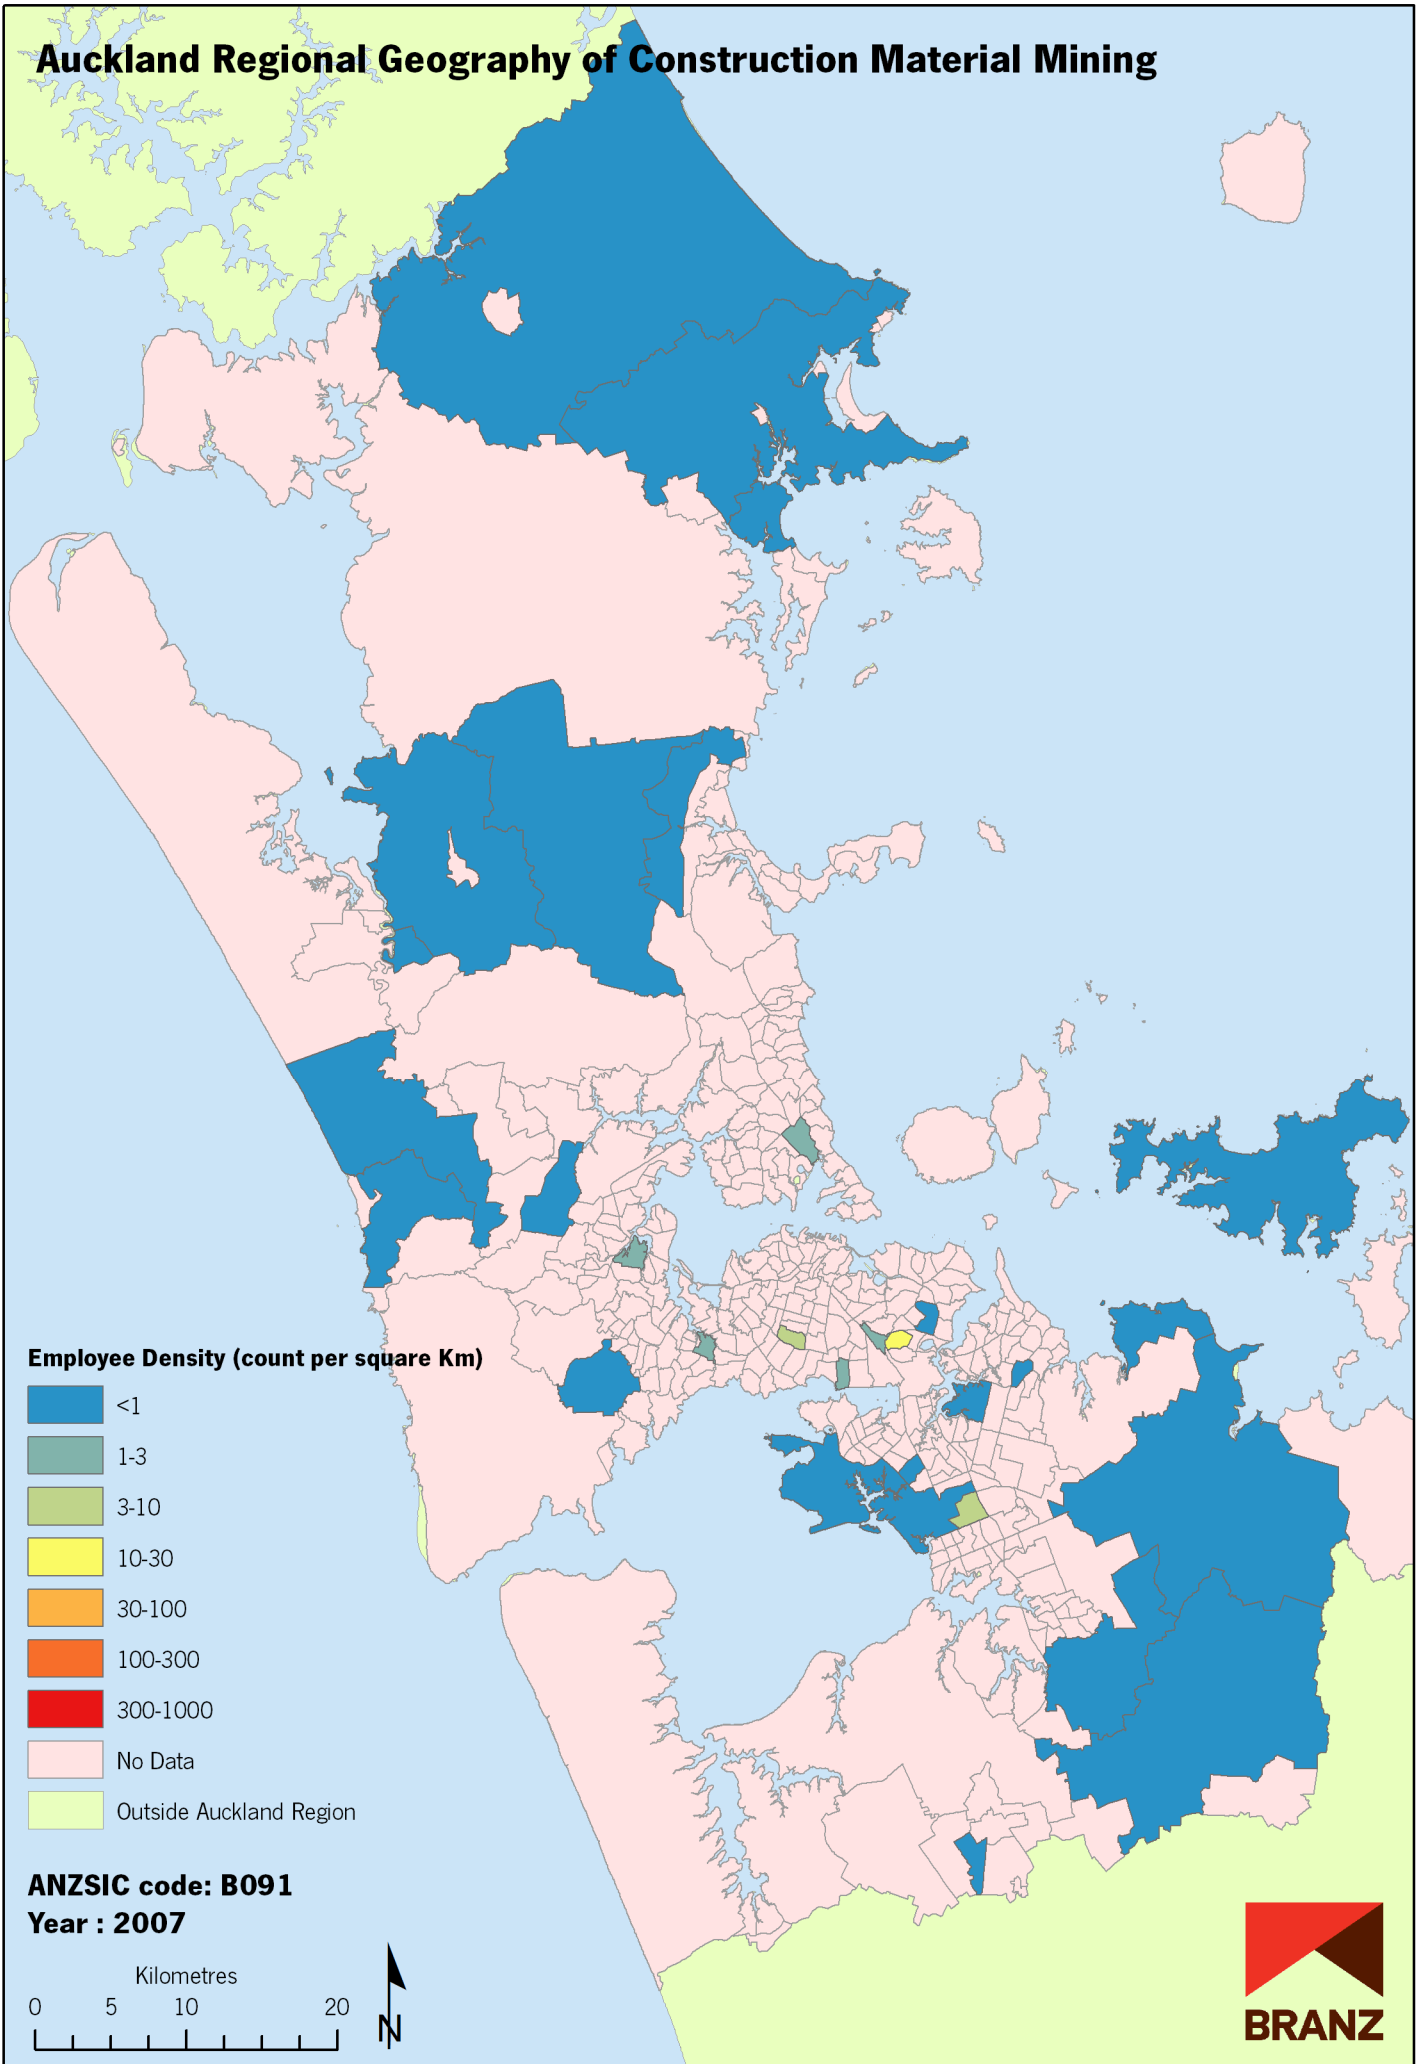 Auckland Regional Geography of Construction Material Mining
Employee Density (count per square Km)
<1
1-3
3-10
10-30
30-100
100-300
300-1000
No Data
Outside Auckland Region
ANZSIC code: B091
Year : 2007
Kilometres
0 5 10 20
N
BRANZ